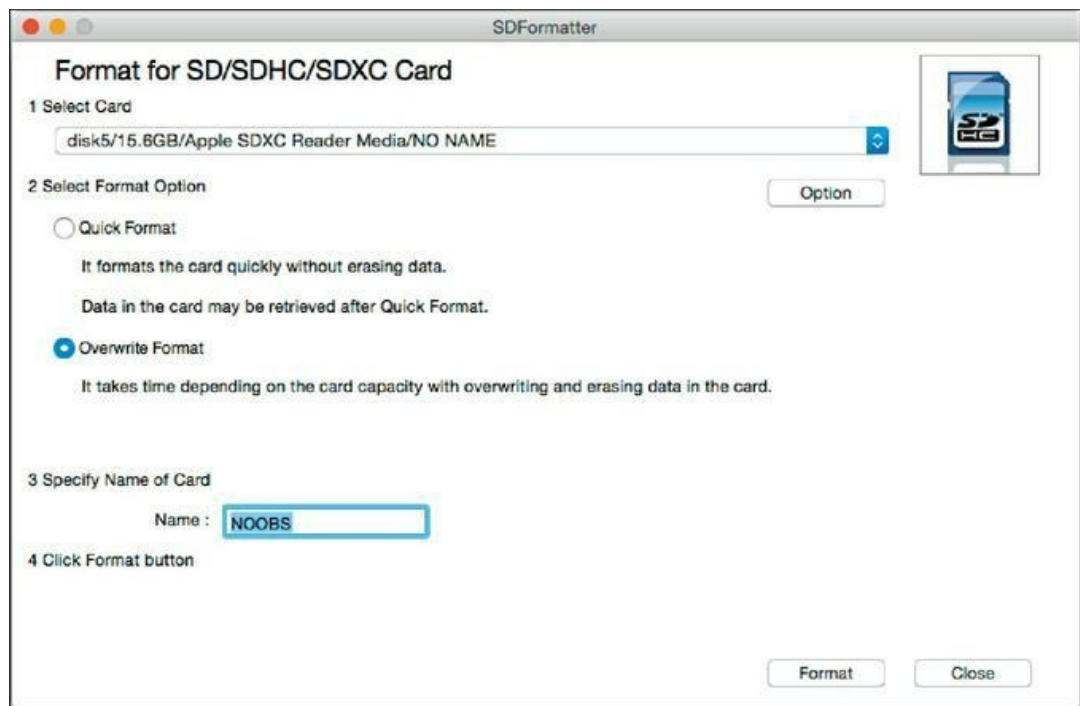 SDFormatter
Format for SD/SDHC/SDXC Card
1 Select Card
disk5/15.6GB/Apple SDXC Reader Media/NO NAME
SD
HC
2 Select Format Option
Option
Quick Format
It formats the card quickly without erasing data.
Data in the card may be retrieved after Quick Format.
Overwrite Format
It takes time depending on the card capacity with overwriting and erasing data in the card.
3 Specify Name of Card
Name : NOOBS
4 Click Format button
Format Close